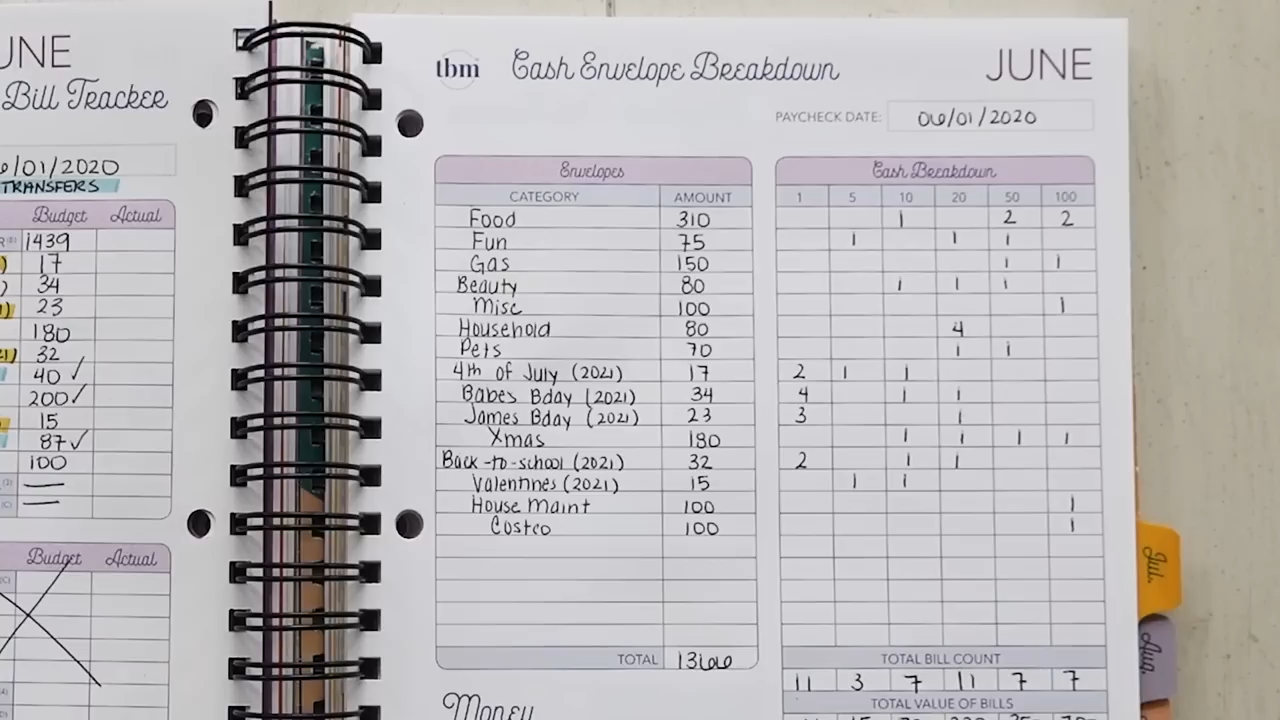 UNE
Bill Tracker
/01/2020
TRANSFERS
Budget Actual
1439
17
34
23
180
32
40 ✓
200 ✓
15
87 ✓
100
Budget Actual
tbm Cash Envelope Breakdown JUNE
PAYCHECK DATE: 06/01/2020
Envelopes
CATEGORY AMOUNT
Food 310
Fun 75
Gas 150
Beauty 80
Misc 100
Household 80
Pets 70
4th of July (2021) 17
Babes Bday (2021) 34
James Bday (2021) 23
Xmas 180
Back-to-school (2021) 32
Valentines (2021) 15
House Maint 100
Costco 100
TOTAL 1366
Money
Cash Breakdown
1 5 10 20 50 100
1 2 2
1 1 1
1 1
1 1 1
1
4
1 1
2 1 1
4 1 1
3 1
1 1 1 1
2 1 1
1 1
1
1
TOTAL BILL COUNT
11 3 7 11 7 7
TOTAL VALUE OF BILLS
Jul.
Aug.